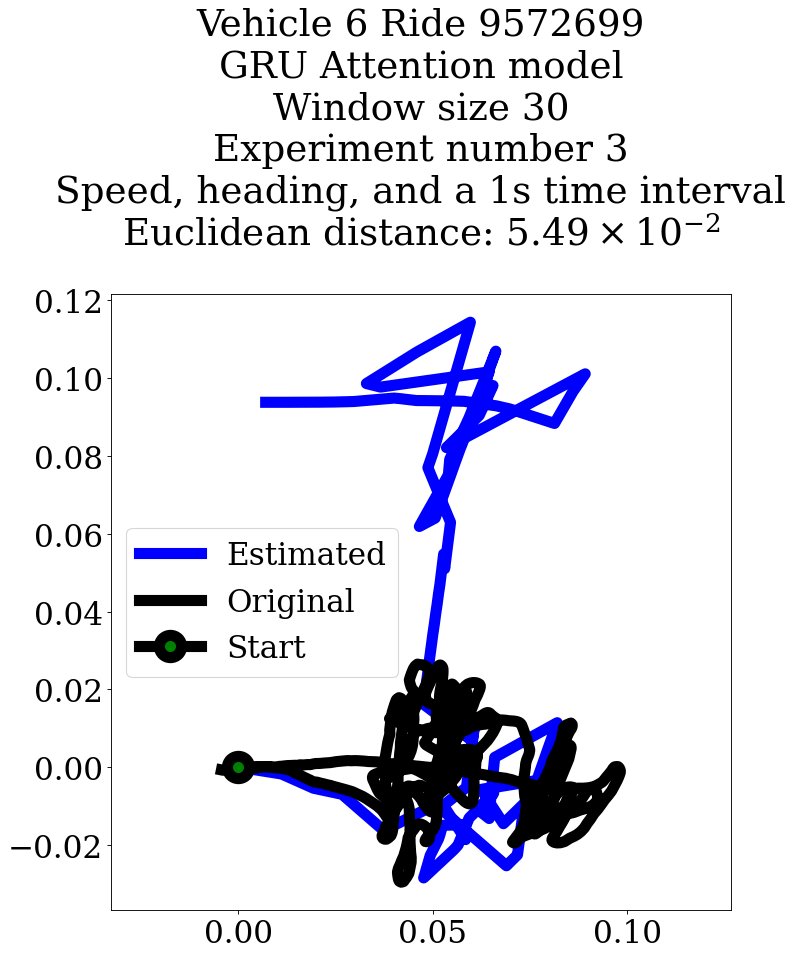 Vehicle 6 Ride 9572699
GRU Attention model
Window size 30
Experiment number 3
Speed, heading, and a 1s time interval
Euclidean distance: 5.49 × 10⁻²
0.12
0.10
0.08
0.06
0.04
0.02
0.00
−0.02
Estimated
Original
Start
0.00 0.05 0.10